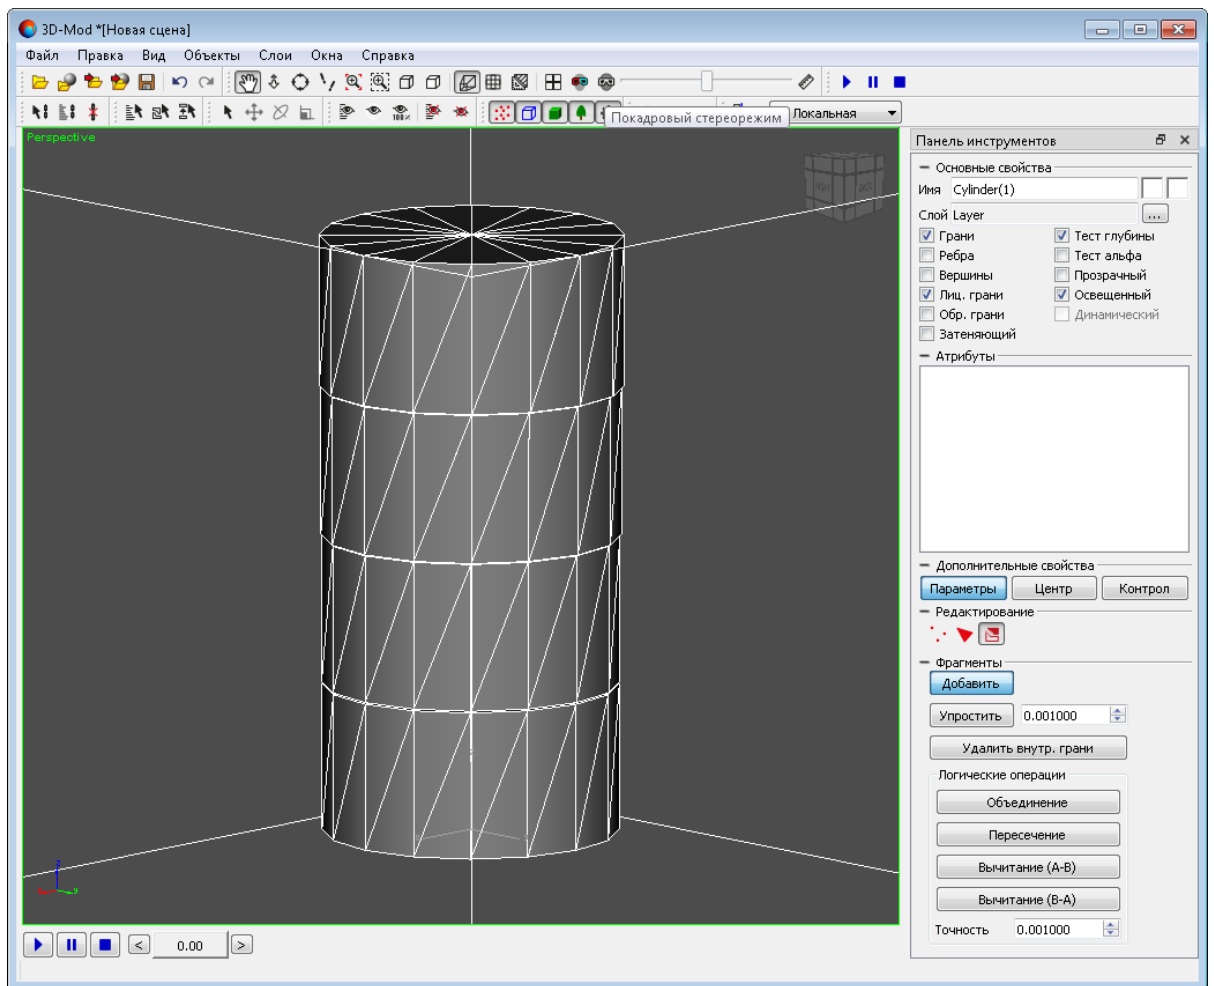 3D-Mod *[Новая сцена]
Файл Правка Вид Объекты Слои Окна Справка
100%
Покадровый стереорежим
Локальная
Perspective
Панель инструментов
Основные свойства
Имя Cylinder(1)
Слой Layer ...
Грани Тест глубины
Ребра Тест альфа
Вершины Прозрачный
Лиц. грани Освещенный
Обр. грани Динамический
Затеняющий
Атрибуты
Дополнительные свойства
Параметры Центр Контрол
Редактирование
Фрагменты
Добавить
Упростить 0.001000
Удалить внутр. грани
Логические операции
Объединение
Пересечение
Вычитание (A-B)
Вычитание (B-A)
Точность 0.001000
z
y
< 0.00 >